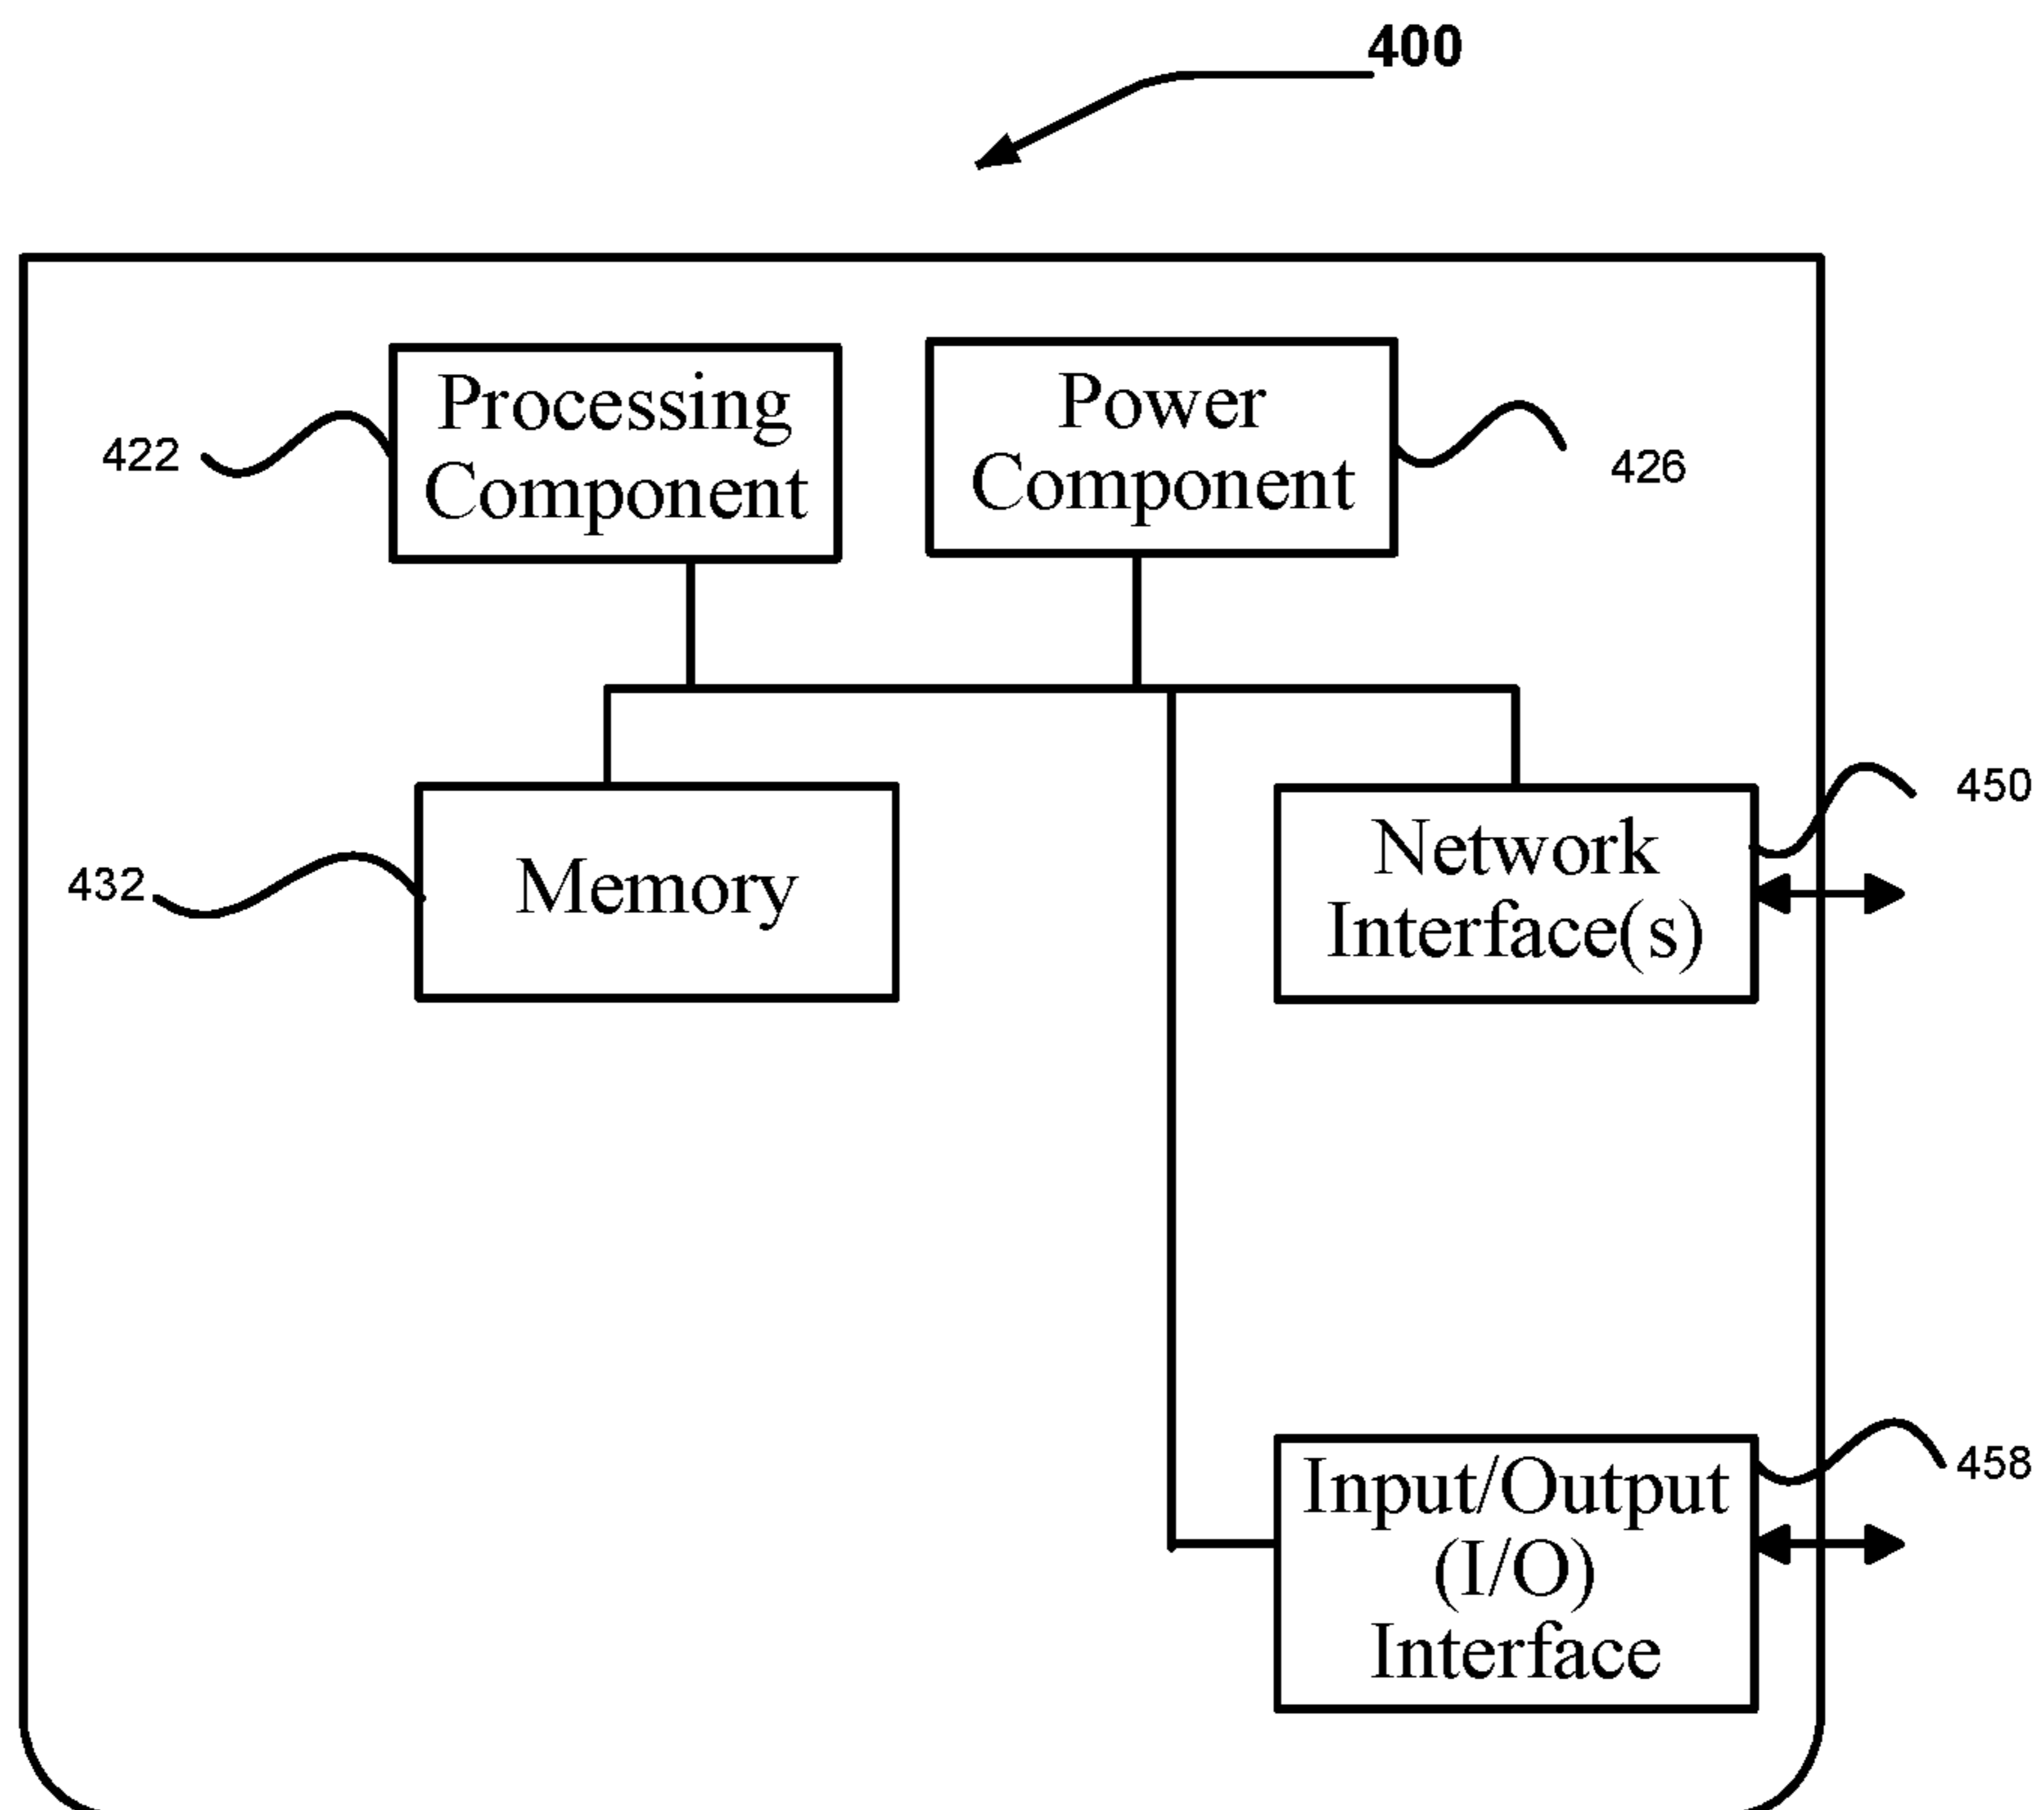 400
Processing
Component
422
Power
Component
426
450
Network
Interface(s)
432
Memory
458
Input/Output
(I/O)
Interface